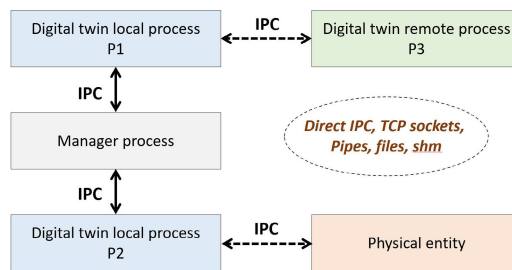 Digital twin local process
P1
IPC
Digital twin remote process
P3
IPC
Manager process
Direct IPC, TCP sockets,
Pipes, files, shm
IPC
Digital twin local process
P2
IPC
Physical entity